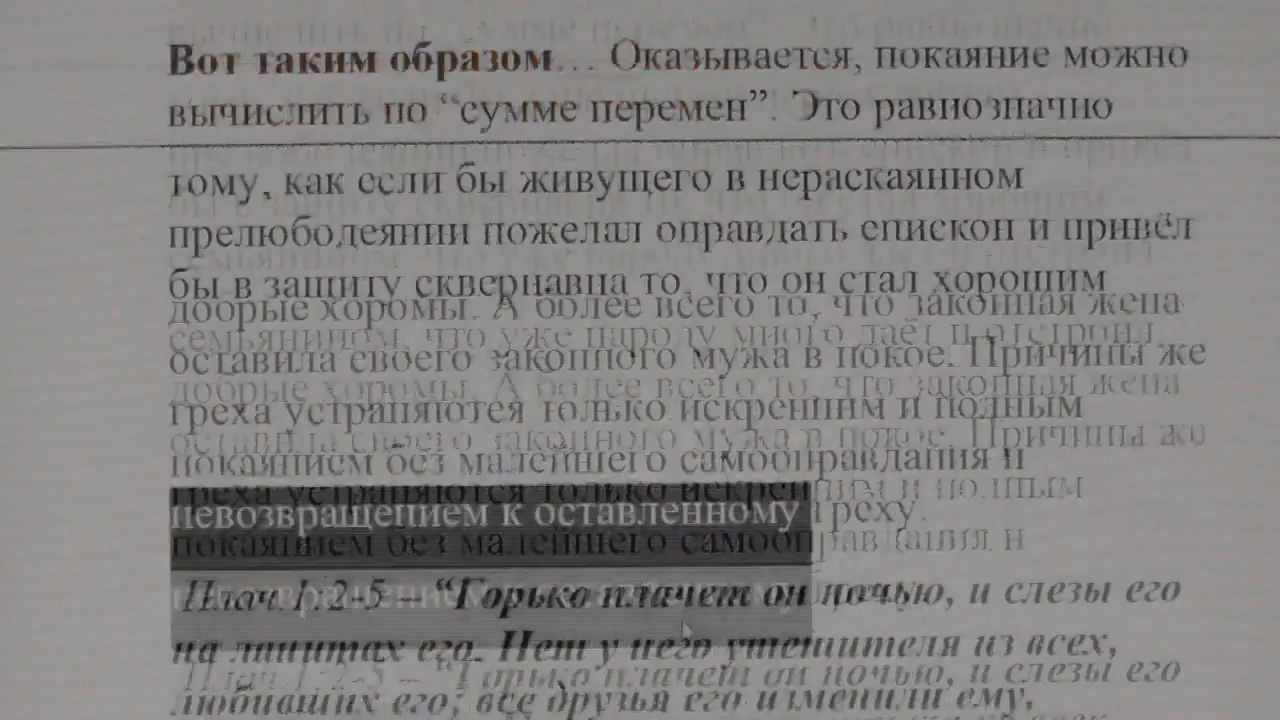 Вот таким образом… Оказывается, покаяние можно
вычислить по “сумме перемен”! Это равнозначно
тому, как если бы живущего в нераскаянном
прелюбодеянии пожелал оправдать епископ и привёл
бы в защиту сквернавна то, что он стал хорошим
семьянином, что уже народу много даёт и отстроил
добрые хоромы. А более всего то, что законная жена
оставила своего законного мужа в покое. Причины же
греха устраняются только искренним и полным
покаянием без малейшего самооправдания и
невозвращением к оставленному греху.
Плач.1:2-5 – “Горько плачет он ночью, и слезы его
на ланитах его. Нет у него утешителя из всех,
любивших его; все друзья его изменили ему,